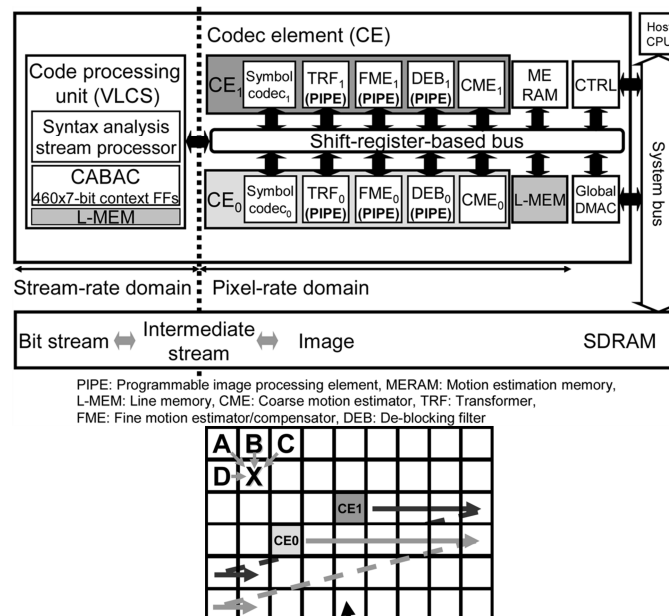 Codec element (CE)
Host
CPU
Code processing
unit (VLCS)
Syntax analysis
stream processor
CABAC
460x7-bit context FFs
L-MEM
CE1
Symbol
codec1
TRF1
(PIPE)
FME1
(PIPE)
DEB1
(PIPE)
CME1
ME
RAM
CTRL
Shift-register-based bus
CE0
Symbol
codec0
TRF0
(PIPE)
FME0
(PIPE)
DEB0
(PIPE)
CME0
L-MEM
Global
DMAC
System bus
Stream-rate domain
Pixel-rate domain
Bit stream
Intermediate
stream
Image
SDRAM
PIPE: Programmable image processing element, MERAM: Motion estimation memory,
L-MEM: Line memory, CME: Coarse motion estimator, TRF: Transformer,
FME: Fine motion estimator/compensator, DEB: De-blocking filter
A B C
D X
CE1
CE0